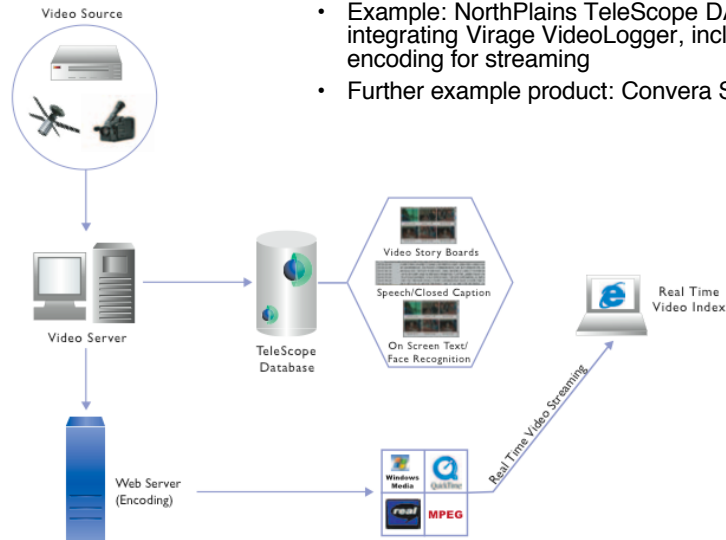 Video Source
• Example: NorthPlains TeleScope
integrating Virage VideoLogger,
encoding for streaming
• Further example product: Convera
Video Server
TeleScope
Database
Video Story Boards
Speech/Closed Caption
On Screen Text/
Face Recognition
Real Time
Video Index
Real Time Video Streaming
Web Server
(Encoding)
Windows
Media
QuickTime
real
MPEG